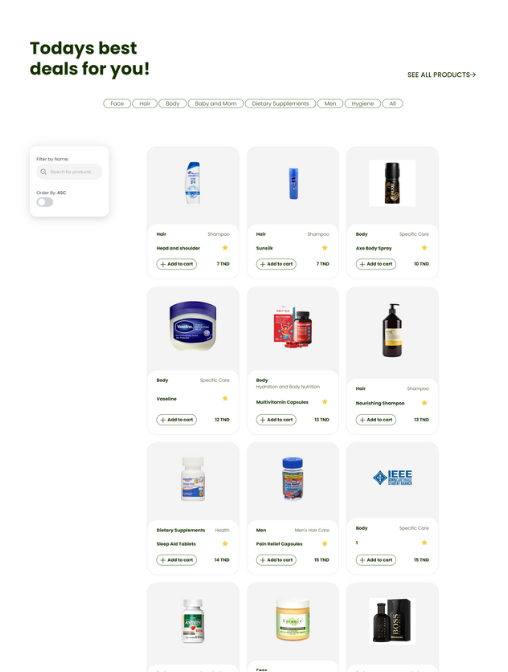 Todays best
deals for you!
SEE ALL PRODUCTS→
Face
Hair
Body
Baby and Mom
Dietary Supplements
Men
Hygiene
All
Filter by Name:
Search for products
Order By: ASC
Hair Shampoo
Head and shoulder
+ Add to cart 7 TND
Hair Shampoo
Sunsilk
+ Add to cart 7 TND
Body Specific Care
Axe Body Spray
+ Add to cart 10 TND
Vaseline
Body Specific Care
Vaseline
+ Add to cart 12 TND
Body
Hydration and Body Nutrition
Multivitamin Capsules
+ Add to cart 13 TND
Hair Shampoo
Nourishing Shampoo
+ Add to cart 13 TND
Dietary Supplements Health
Sleep Aid Tablets
+ Add to cart 14 TND
Men Men's Hair Care
Pain Relief Capsules
+ Add to cart 15 TND
IEEE
STUDENT BRANCH
Body Specific Care
1
+ Add to cart 15 TND
BOSS
Face